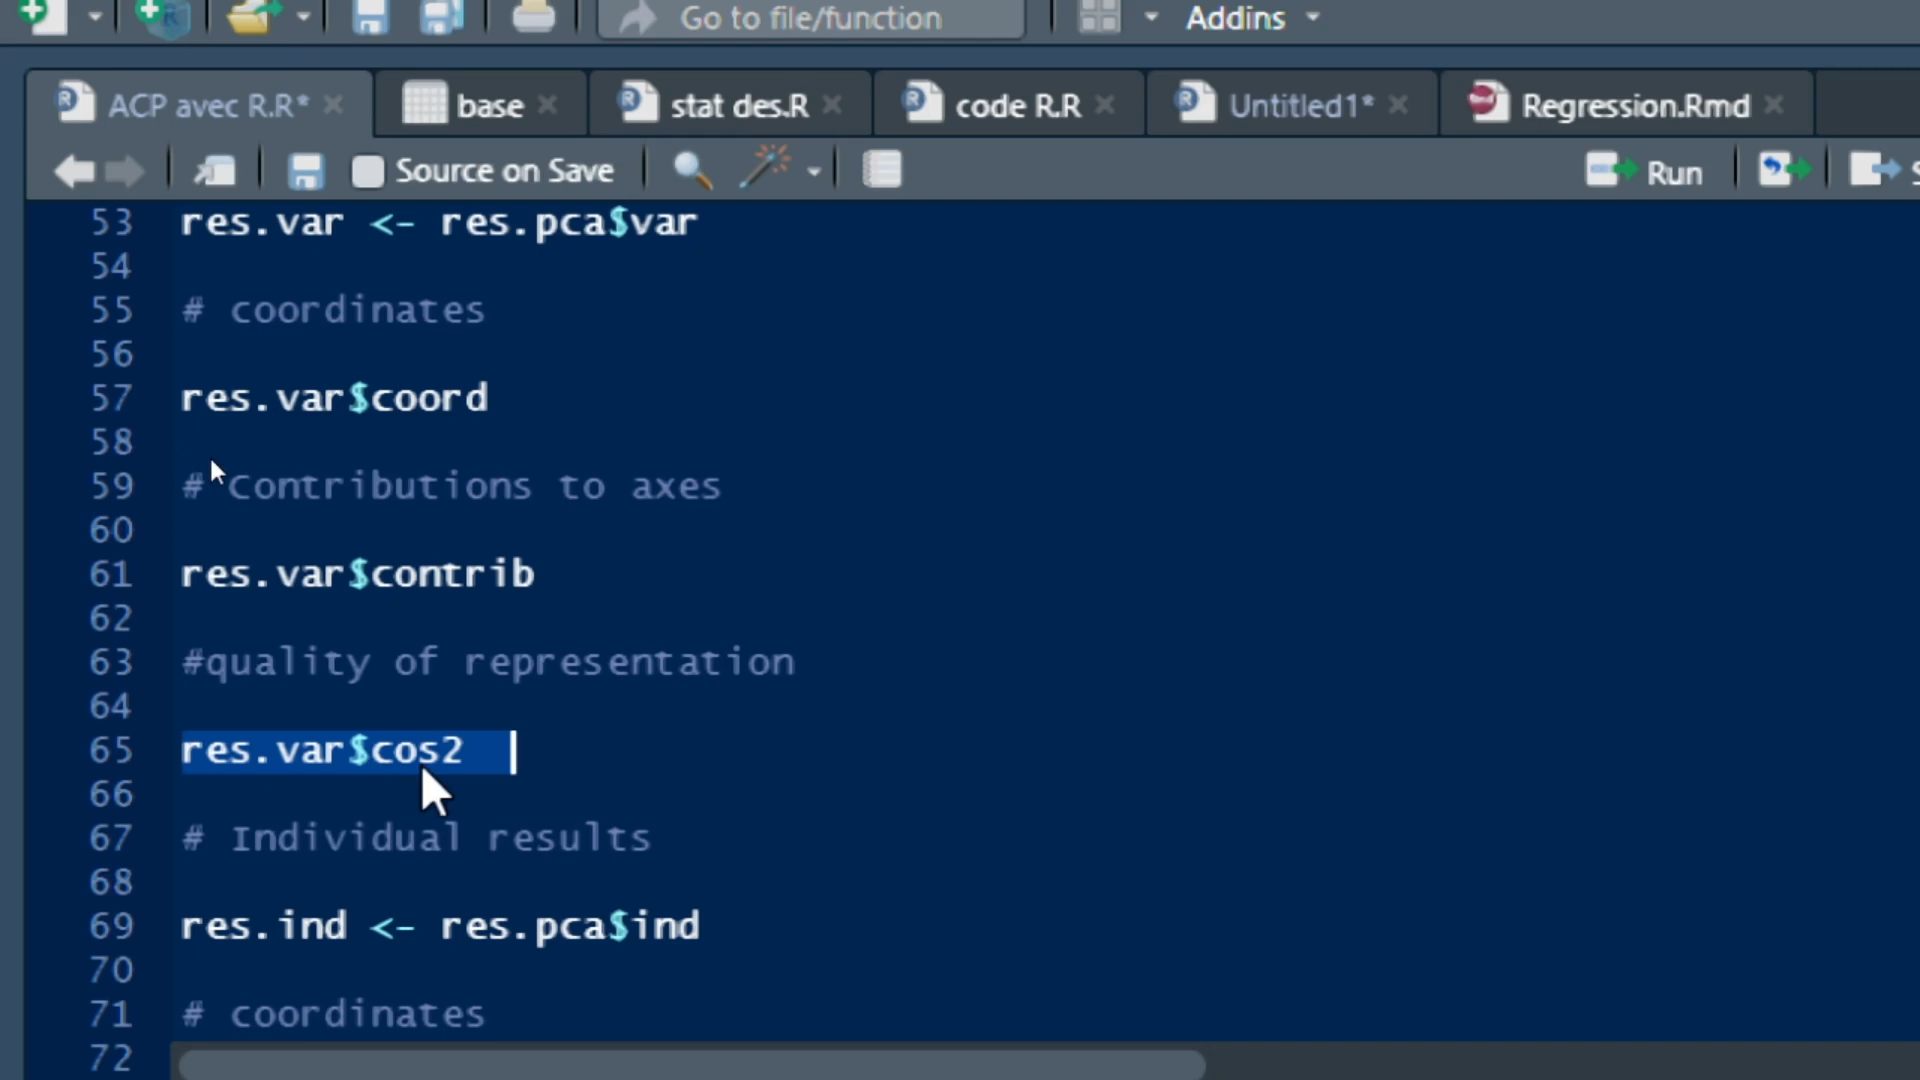 Go to file/function Addins
ACP avec R.R* base stat des.R code R.R Untitled1* Regression.Rmd
Source on Save Run
53 res.var <- res.pca$var
54
55 # coordinates
56
57 res.var$coord
58
59 # Contributions to axes
60
61 res.var$contrib
62
63 #quality of representation
64
65 res.var$cos2
66
67 # Individual results
68
69 res.ind <- res.pca$ind
70
71 # coordinates
72